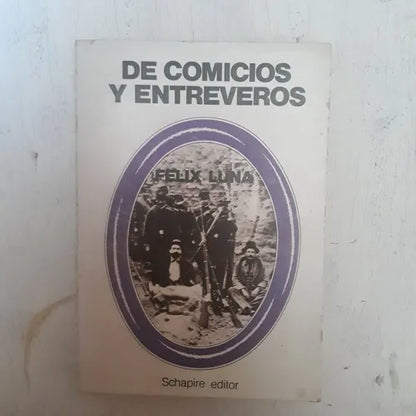 DE COMICIOS
Y ENTREVEROS
FELIX LUNA
Schapire editor